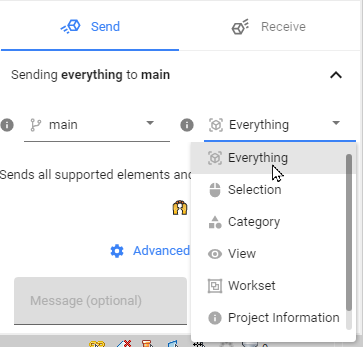 Send
Receive
Sending everything to main
main
Everything
Everything
Sends all supported elements and
Selection
Category
Advanced
View
Workset
Message (optional)
Project Information